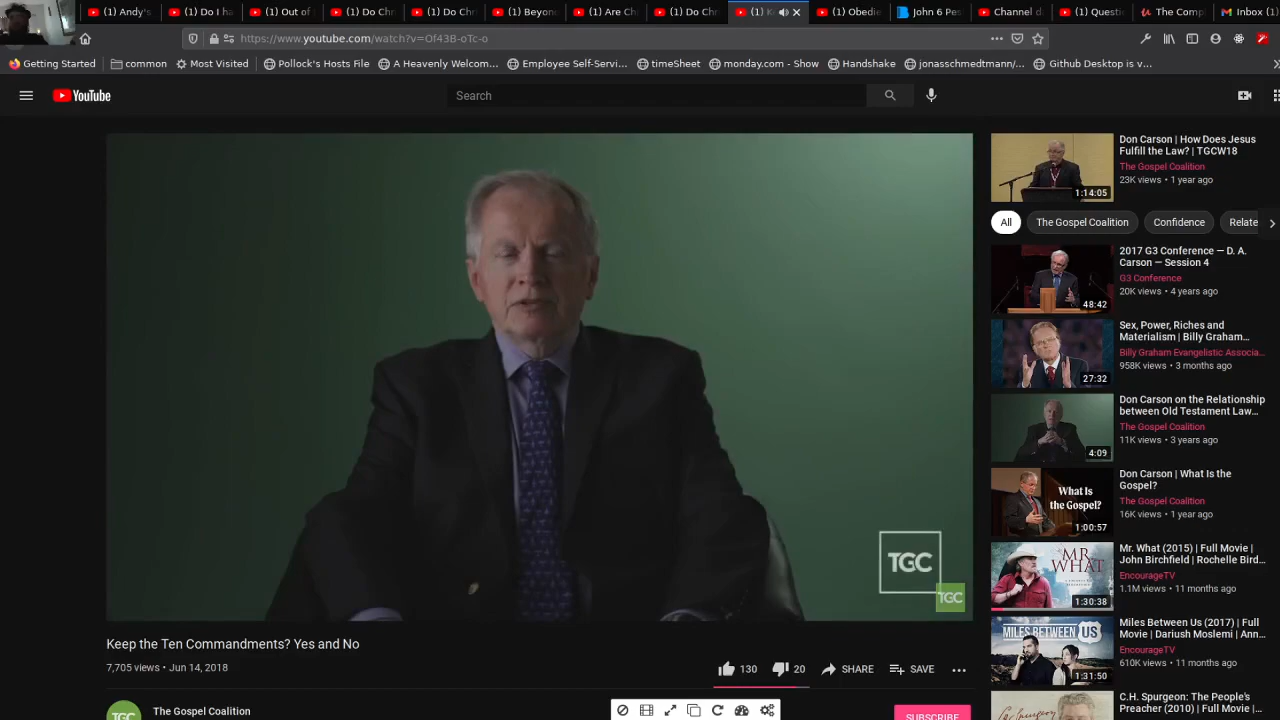 (1) Andy's
(1) Do I ha
(1) Out of
(1) Do Chr
(1) Do Chr
(1) Beyon
(1) Are Ch
(1) Do Chr
(1) K
(1) Obedie
John 6 Pes
Channel d
(1) Questi
The Comp
Inbox (1)
https://www.youtube.com/watch?v=Of43B-oTc-o
Getting Started
common
Most Visited
Pollock's Hosts File
A Heavenly Welcom...
Employee Self-Servi...
timeSheet
monday.com - Show
Handshake
jonasschmedtmann/...
Github Desktop is v...
YouTube
Search
TGC
TGC
Keep the Ten Commandments? Yes and No
7,705 views • Jun 14, 2018
130
20
SHARE
SAVE
TGC
The Gospel Coalition
SUBSCRIBE
Don Carson | How Does Jesus
Fulfill the Law? | TGCW18
The Gospel Coalition
23K views • 1 year ago
1:14:05
All
The Gospel Coalition
Confidence
Relate
2017 G3 Conference — D. A.
Carson — Session 4
G3 Conference
20K views • 4 years ago
48:42
Sex, Power, Riches and
Materialism | Billy Graham...
Billy Graham Evangelistic Associa...
958K views • 3 months ago
27:32
Don Carson on the Relationship
between Old Testament Law...
The Gospel Coalition
11K views • 3 years ago
4:09
Don Carson | What Is the
Gospel?
The Gospel Coalition
16K views • 1 year ago
What Is
the Gospel?
1:00:57
Mr. What (2015) | Full Movie |
John Birchfield | Rochelle Bird...
EncourageTV
1.1M views • 11 months ago
MR.
WHAT
1:30:38
Miles Between Us (2017) | Full
Movie | Dariush Moslemi | Ann...
EncourageTV
610K views • 11 months ago
MILES BETWEEN
US
1:31:50
C.H. Spurgeon: The People's
Preacher (2010) | Full Movie |